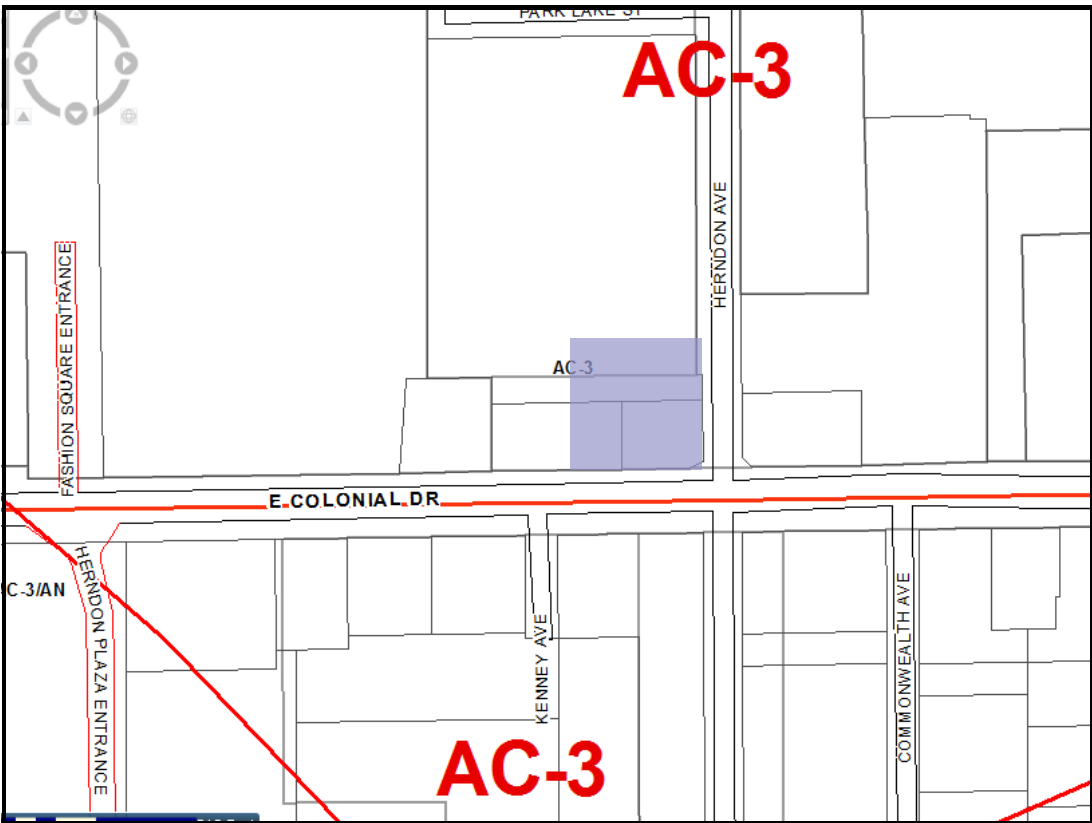 PARK LAKE ST
AC-3
HERNDON AVE
FASHION SQUARE ENTRANCE
AC-3
E COLONIAL DR
HERNDON PLAZA ENTRANCE
C-3/AN
KENNEY AVE
COMMONWEALTH AVE
AC-3